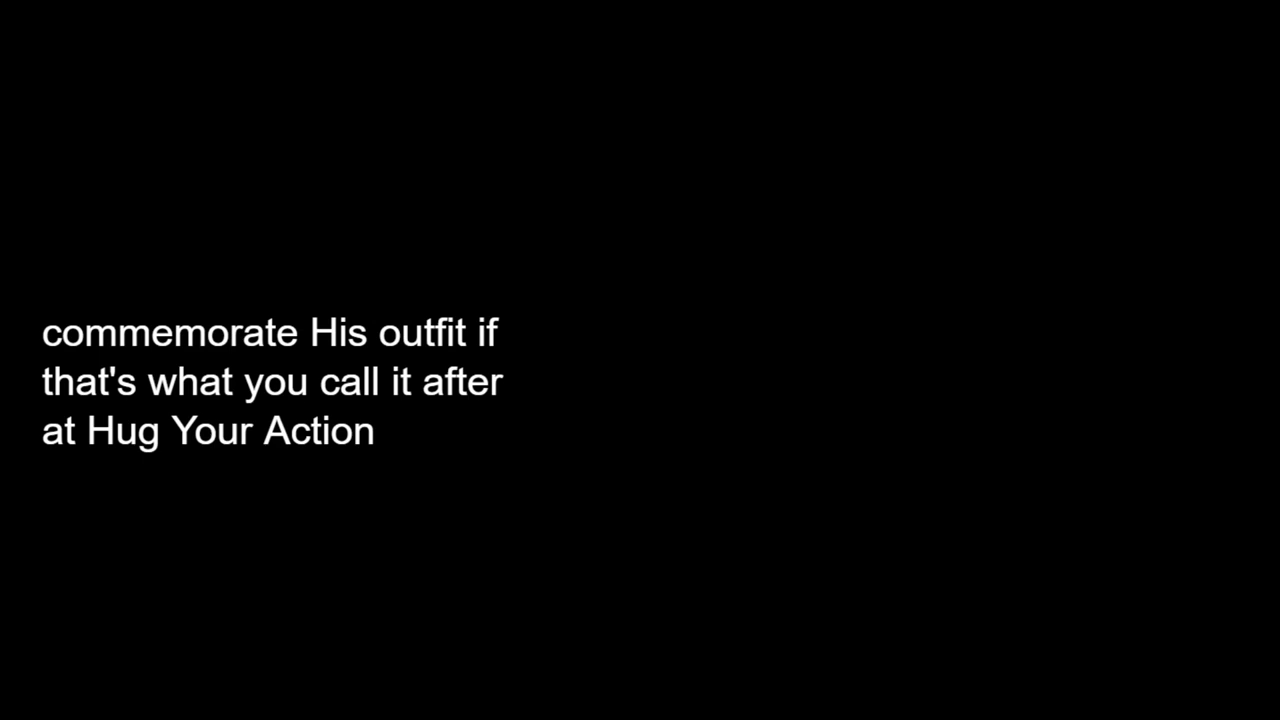 commemorate His outfit if
that's what you call it after
at Hug Your Action